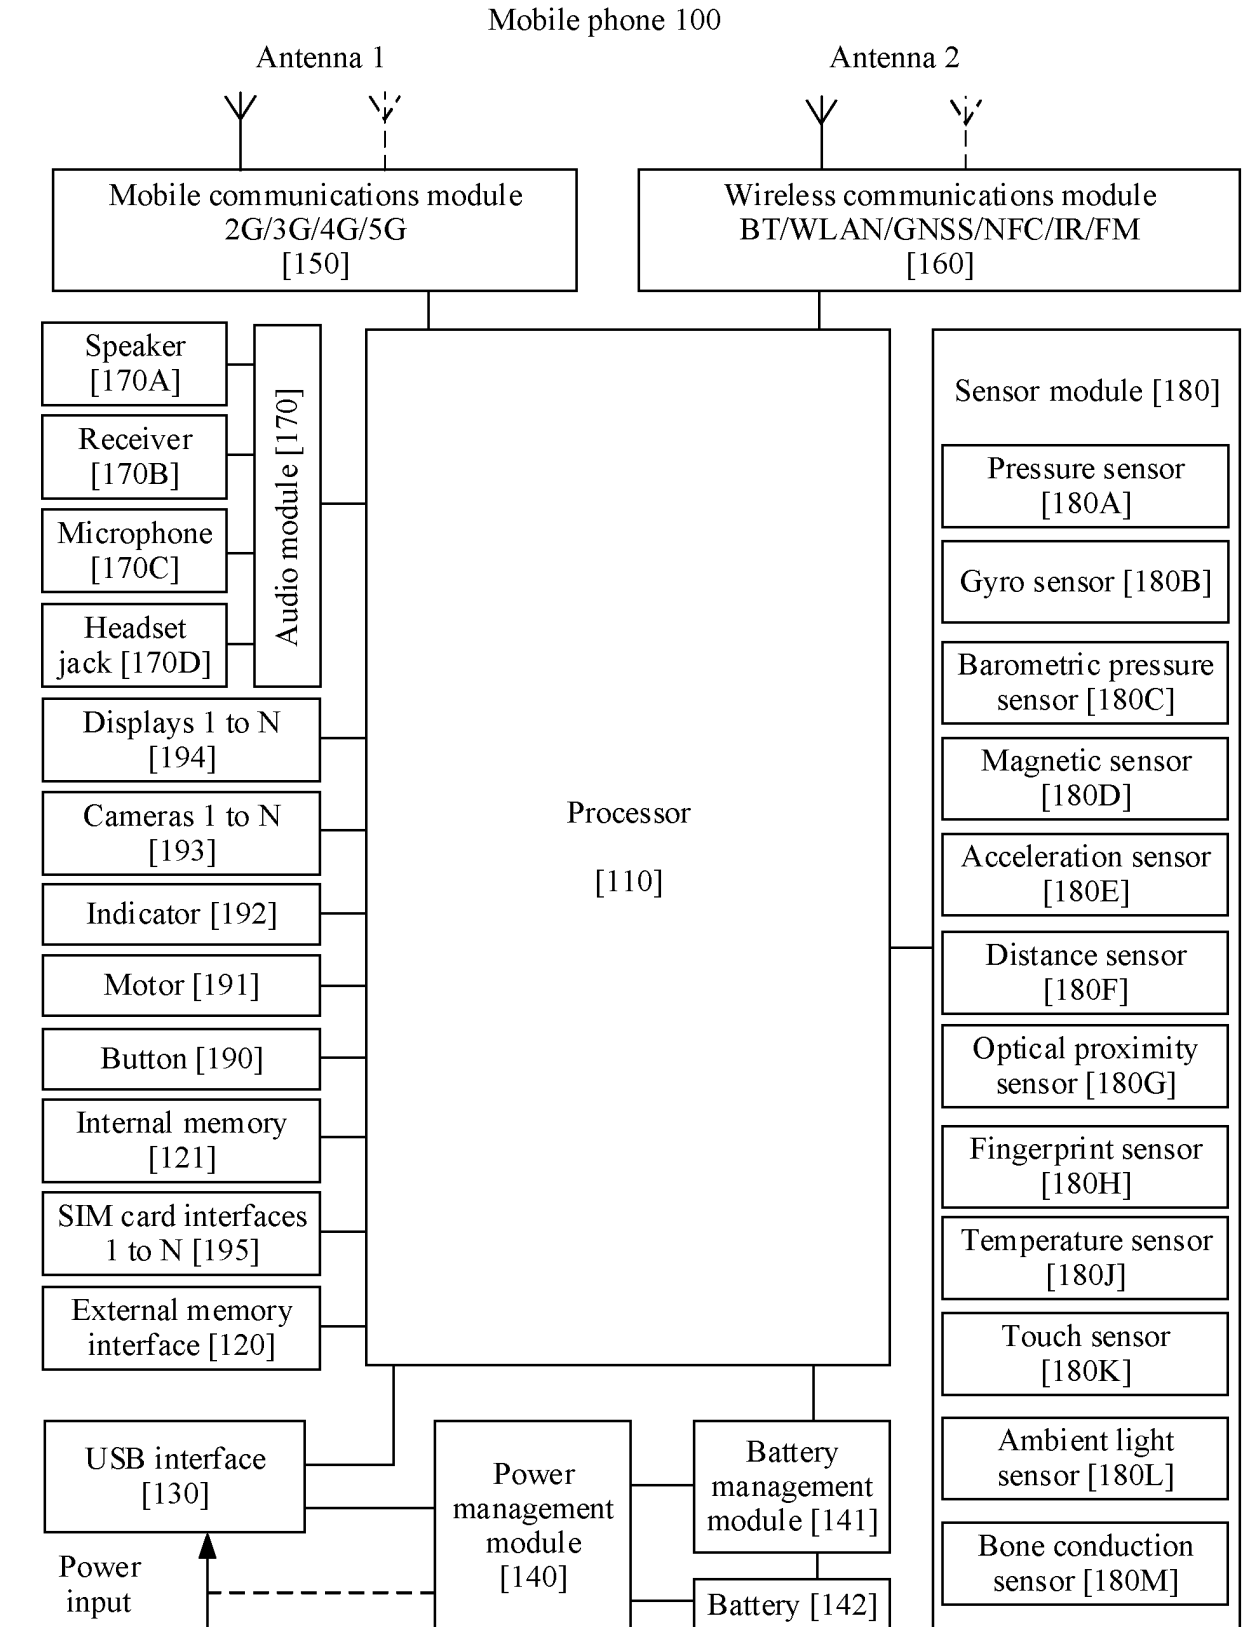 Mobile phone 100
Antenna 1
Antenna 2
Mobile communications module
2G/3G/4G/5G
[150]
Wireless communications module
BT/WLAN/GNSS/NFC/IR/FM
[160]
Speaker
[170A]
Receiver
[170B]
Microphone
[170C]
Headset
jack [170D]
Audio module [170]
Displays 1 to N
[194]
Cameras 1 to N
[193]
Indicator [192]
Motor [191]
Button [190]
Internal memory
[121]
SIM card interfaces
1 to N [195]
External memory
interface [120]
Processor
[110]
Sensor module [180]
Pressure sensor
[180A]
Gyro sensor [180B]
Barometric pressure
sensor [180C]
Magnetic sensor
[180D]
Acceleration sensor
[180E]
Distance sensor
[180F]
Optical proximity
sensor [180G]
Fingerprint sensor
[180H]
Temperature sensor
[180J]
Touch sensor
[180K]
Ambient light
sensor [180L]
Bone conduction
sensor [180M]
USB interface
[130]
Power
input
Power
management
module
[140]
Battery
management
module [141]
Battery [142]